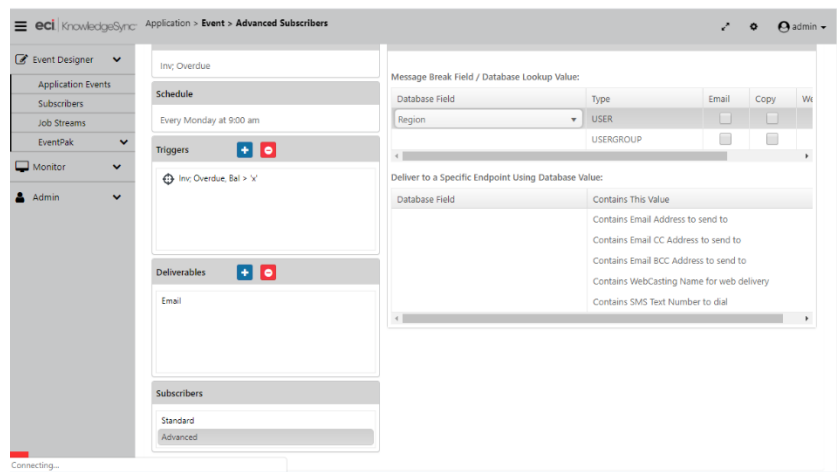 eci KnowledgeSync Application > Event > Advanced Subscribers admin
Event Designer
Application Events
Subscribers
Job Streams
EventPak
Monitor
Admin
Inv; Overdue
Schedule
Every Monday at 9:00 am
Triggers
Inv; Overdue, Bal > 'x'
Deliverables
Email
Subscribers
Standard
Advanced
Message Break Field / Database Lookup Value:
Database Field Type Email Copy We
Region USER
USERGROUP
Deliver to a Specific Endpoint Using Database Value:
Database Field Contains This Value
Contains Email Address to send to
Contains Email CC Address to send to
Contains Email BCC Address to send to
Contains WebCasting Name for web delivery
Contains SMS Text Number to dial
Connecting...